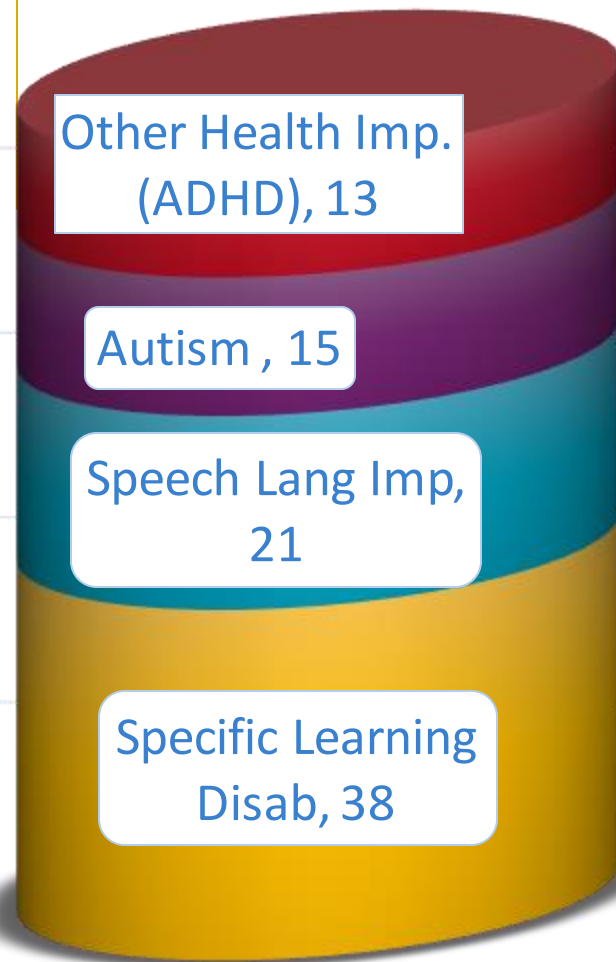 Other Health Imp.
(ADHD), 13
Autism , 15
Speech Lang Imp,
21
Specific Learning
Disab, 38